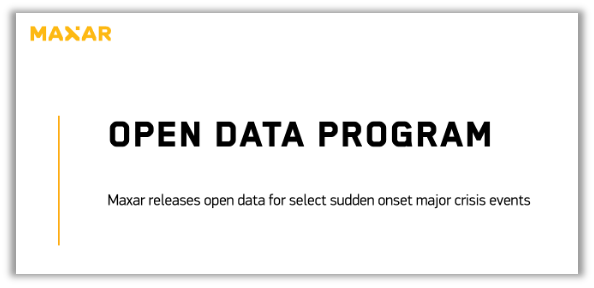 MAXAR
OPEN DATA PROGRAM
Maxar releases open data for select sudden onset major crisis events